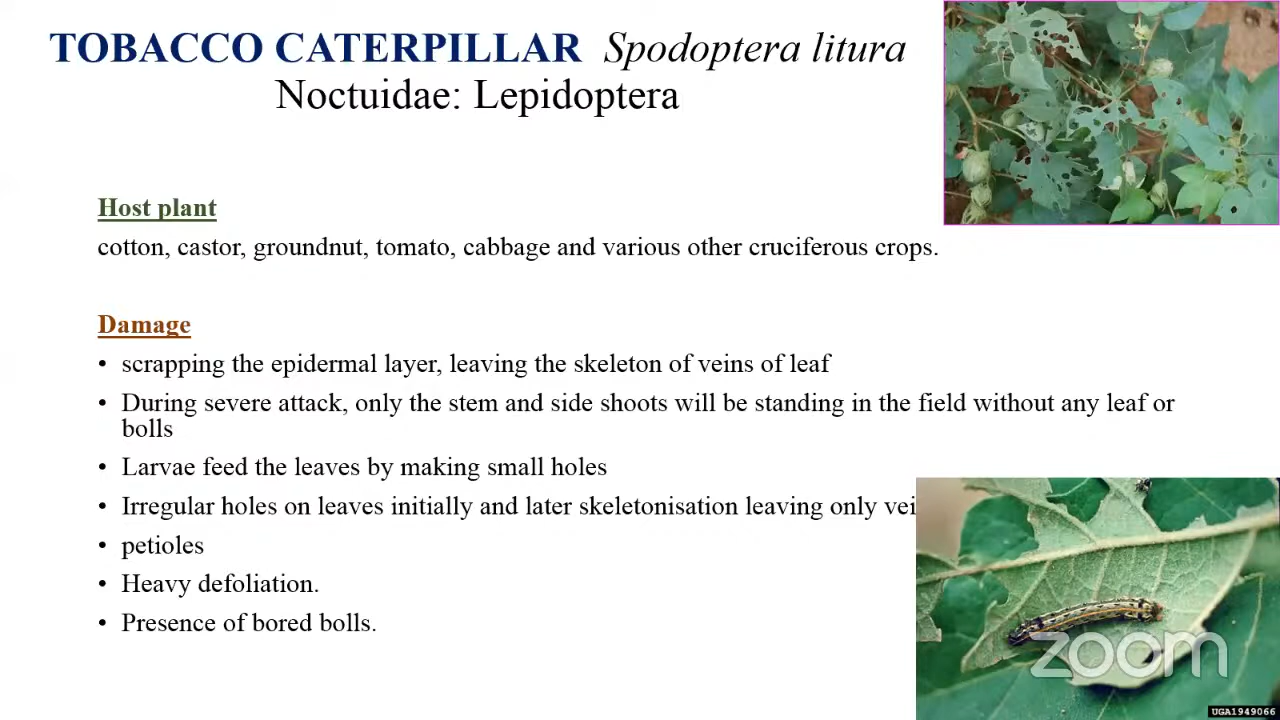 TOBACCO CATERPILLAR Spodoptera litura
Noctuidae: Lepidoptera
Host plant
cotton, castor, groundnut, tomato, cabbage and various other cruciferous crops.
Damage
• scrapping the epidermal layer, leaving the skeleton of veins of leaf
• During severe attack, only the stem and side shoots will be standing in the field without any leaf or
bolls
• Larvae feed the leaves by making small holes
• Irregular holes on leaves initially and later skeletonisation leaving only
• petioles
• Heavy defoliation.
• Presence of bored bolls.
zoom
UGA1949066